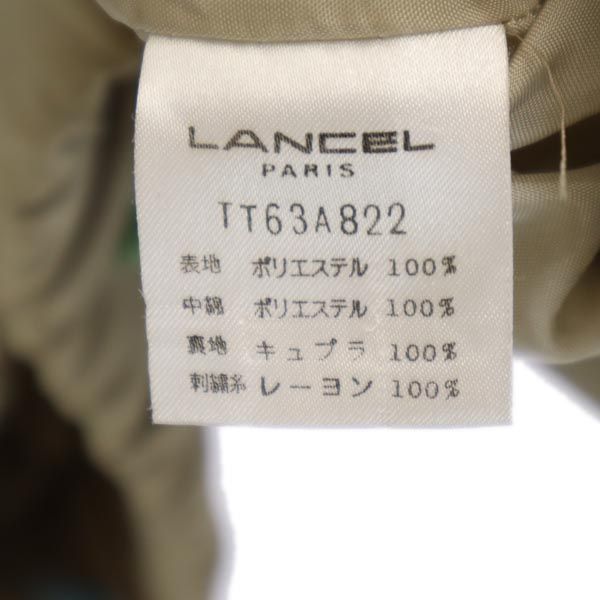 LANCEL
PARIS
TT63A822
表地 ポリエステル 100%
中綿 ポリエステル 100%
裏地 キュプラ 100%
刺繍糸 レーヨン 100%